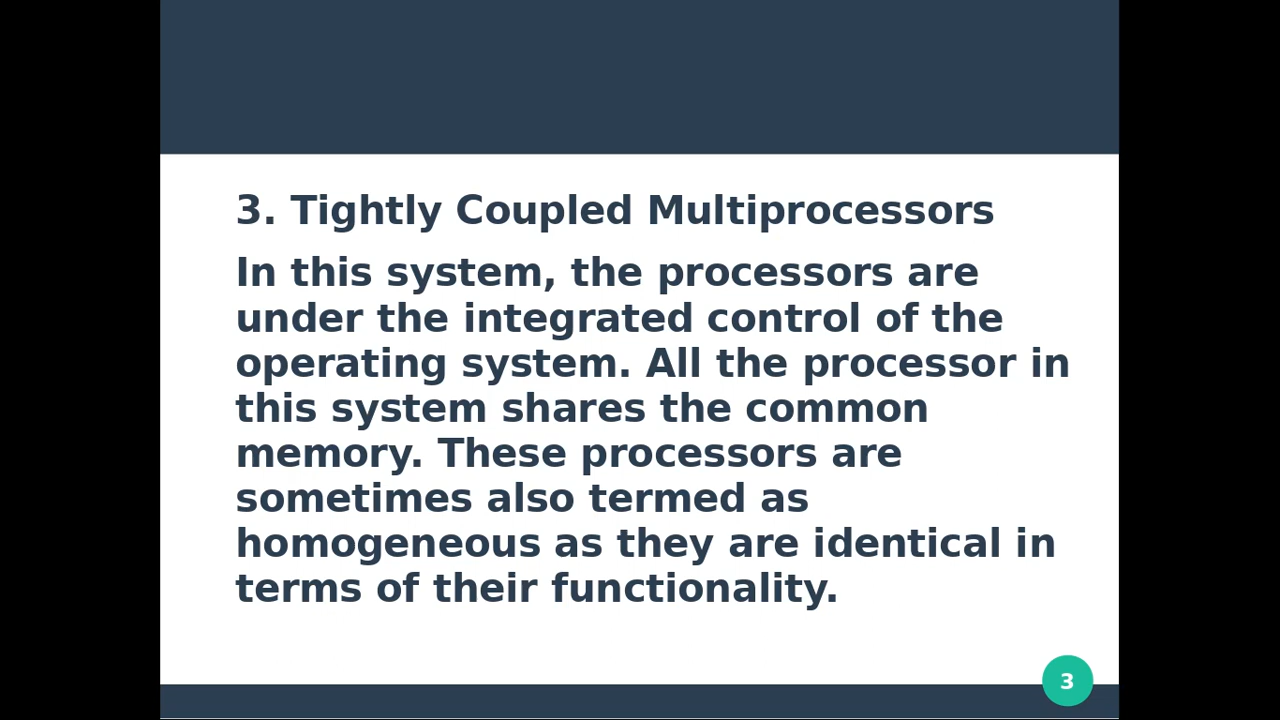 3. Tightly Coupled Multiprocessors
In this system, the processors are
under the integrated control of the
operating system. All the processor in
this system shares the common
memory. These processors are
sometimes also termed as
homogeneous as they are identical in
terms of their functionality.
3